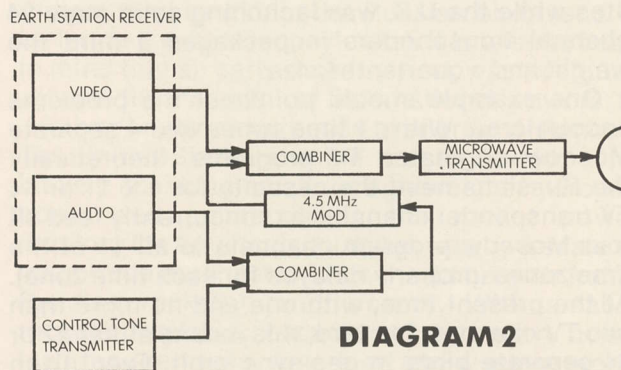 EARTH STATION RECEIVER
VIDEO
COMBINER
MICROWAVE
TRANSMITTER
4.5 MHz
MOD
AUDIO
COMBINER
CONTROL TONE
TRANSMITTER
DIAGRAM 2